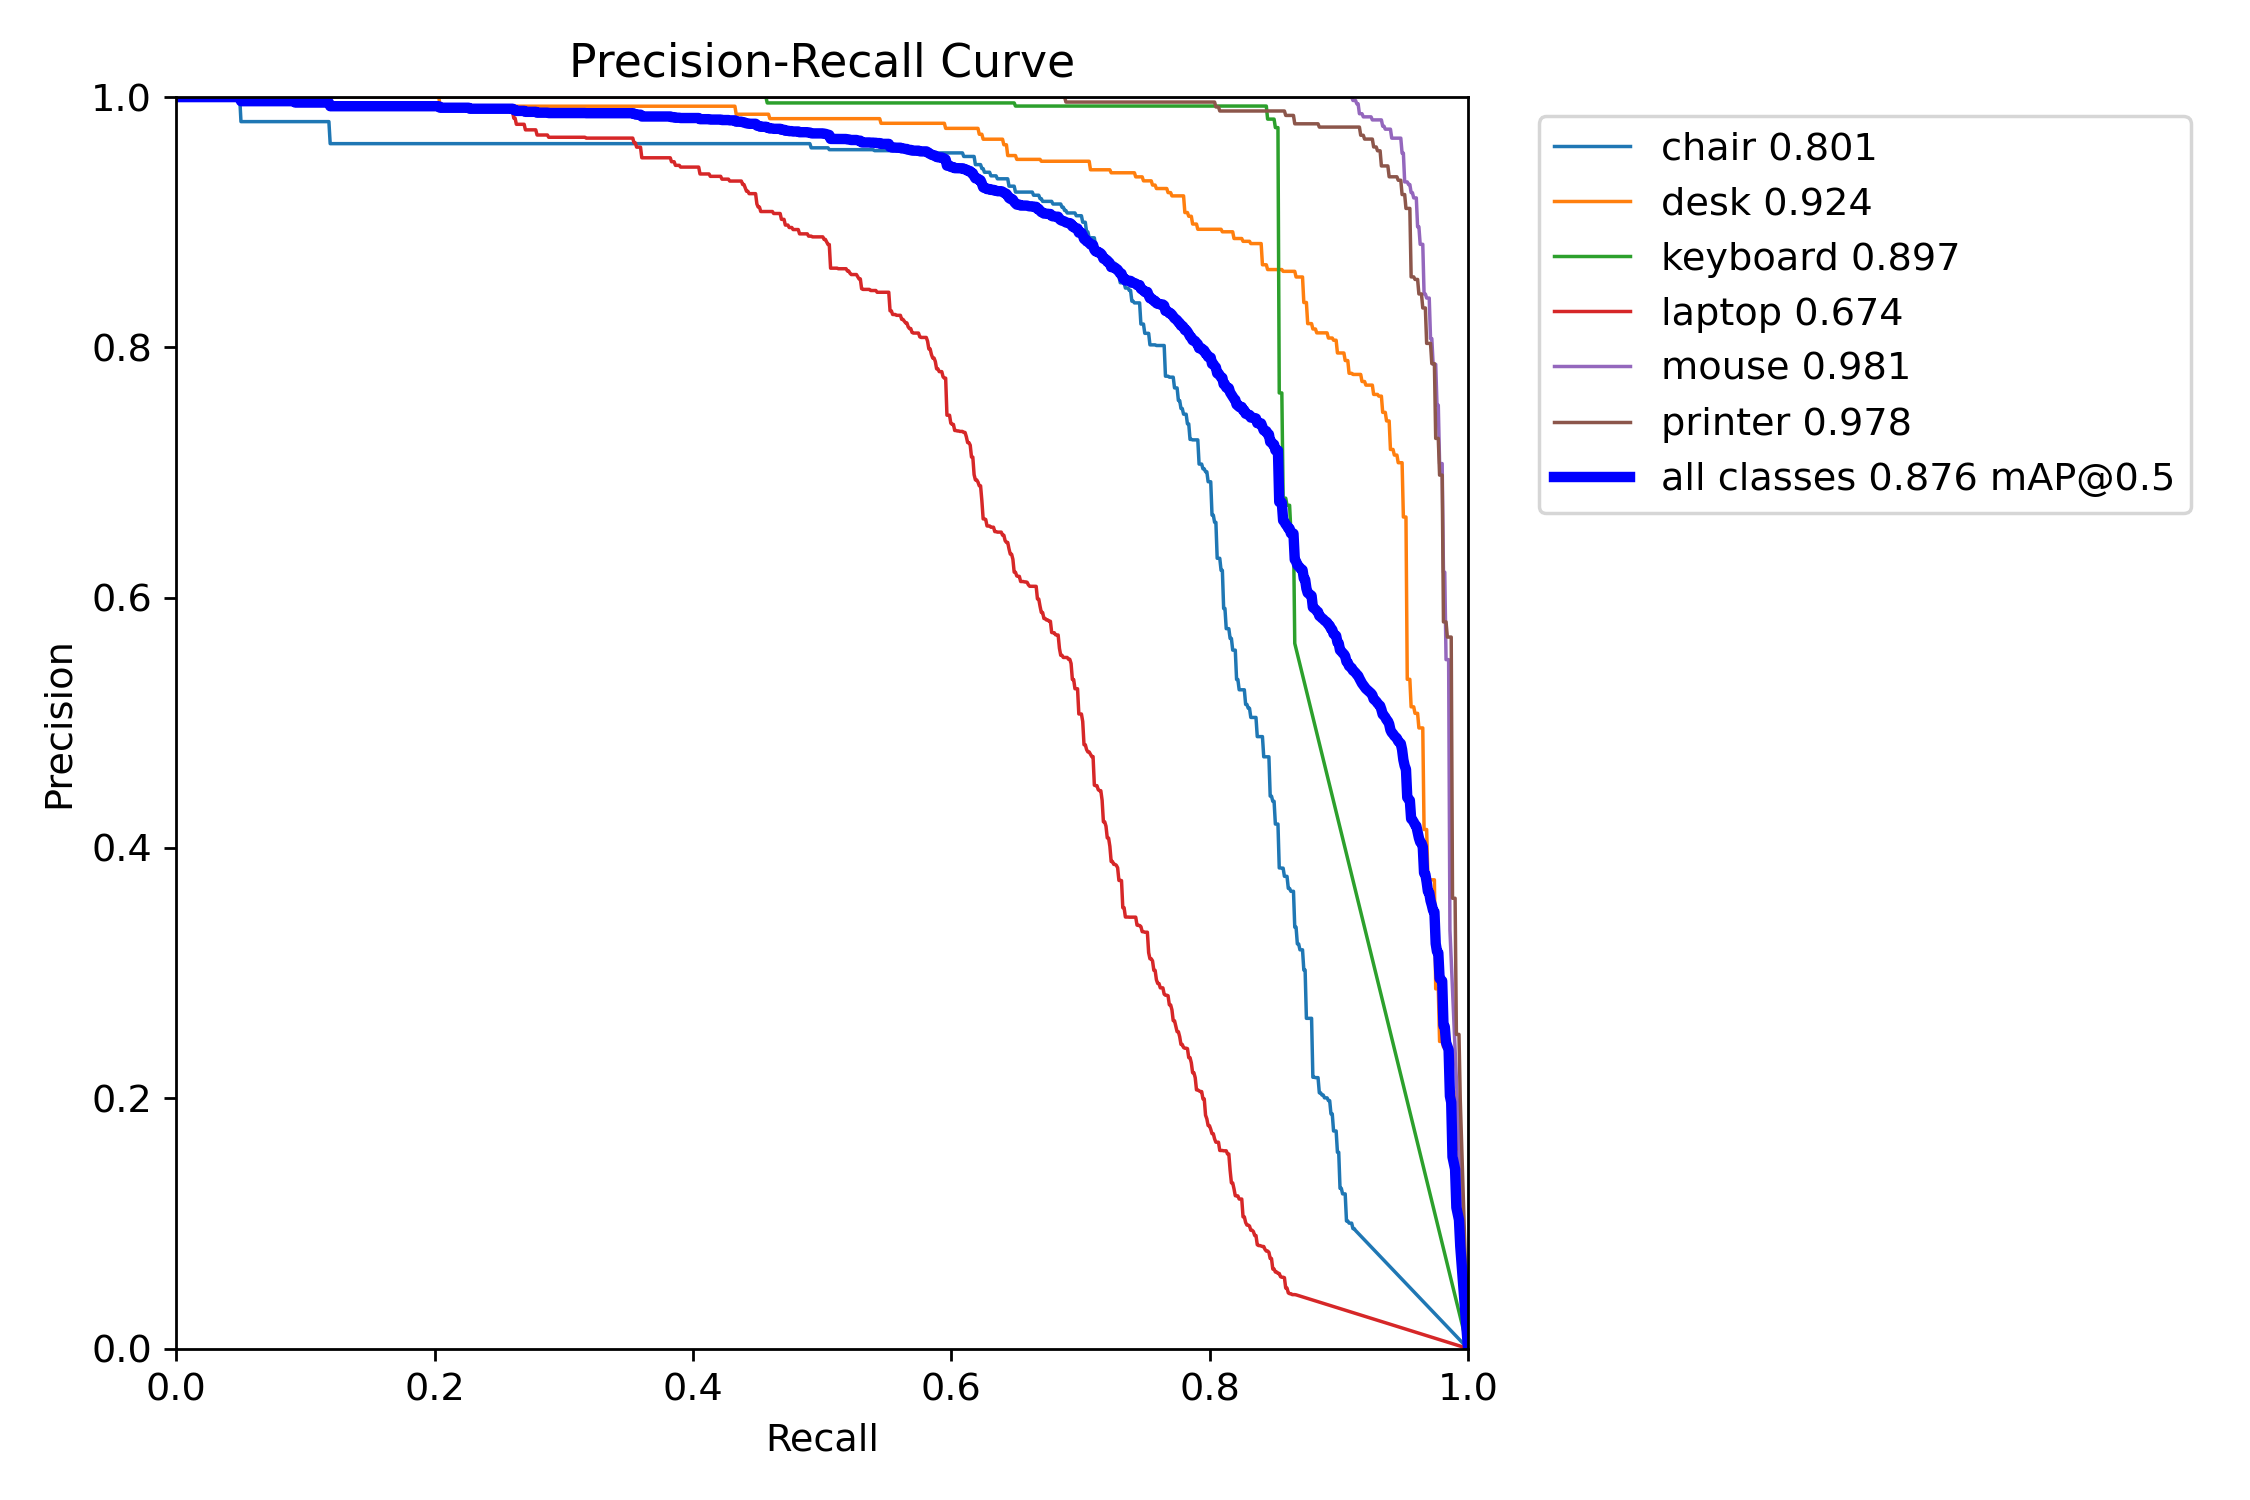 Precision-Recall Curve
1.0
0.8
0.6
0.4
0.2
0.0
Precision
0.0 0.2 0.4 0.6 0.8 1.0
Recall
chair 0.801
desk 0.924
keyboard 0.897
laptop 0.674
mouse 0.981
printer 0.978
all classes 0.876 mAP@0.5